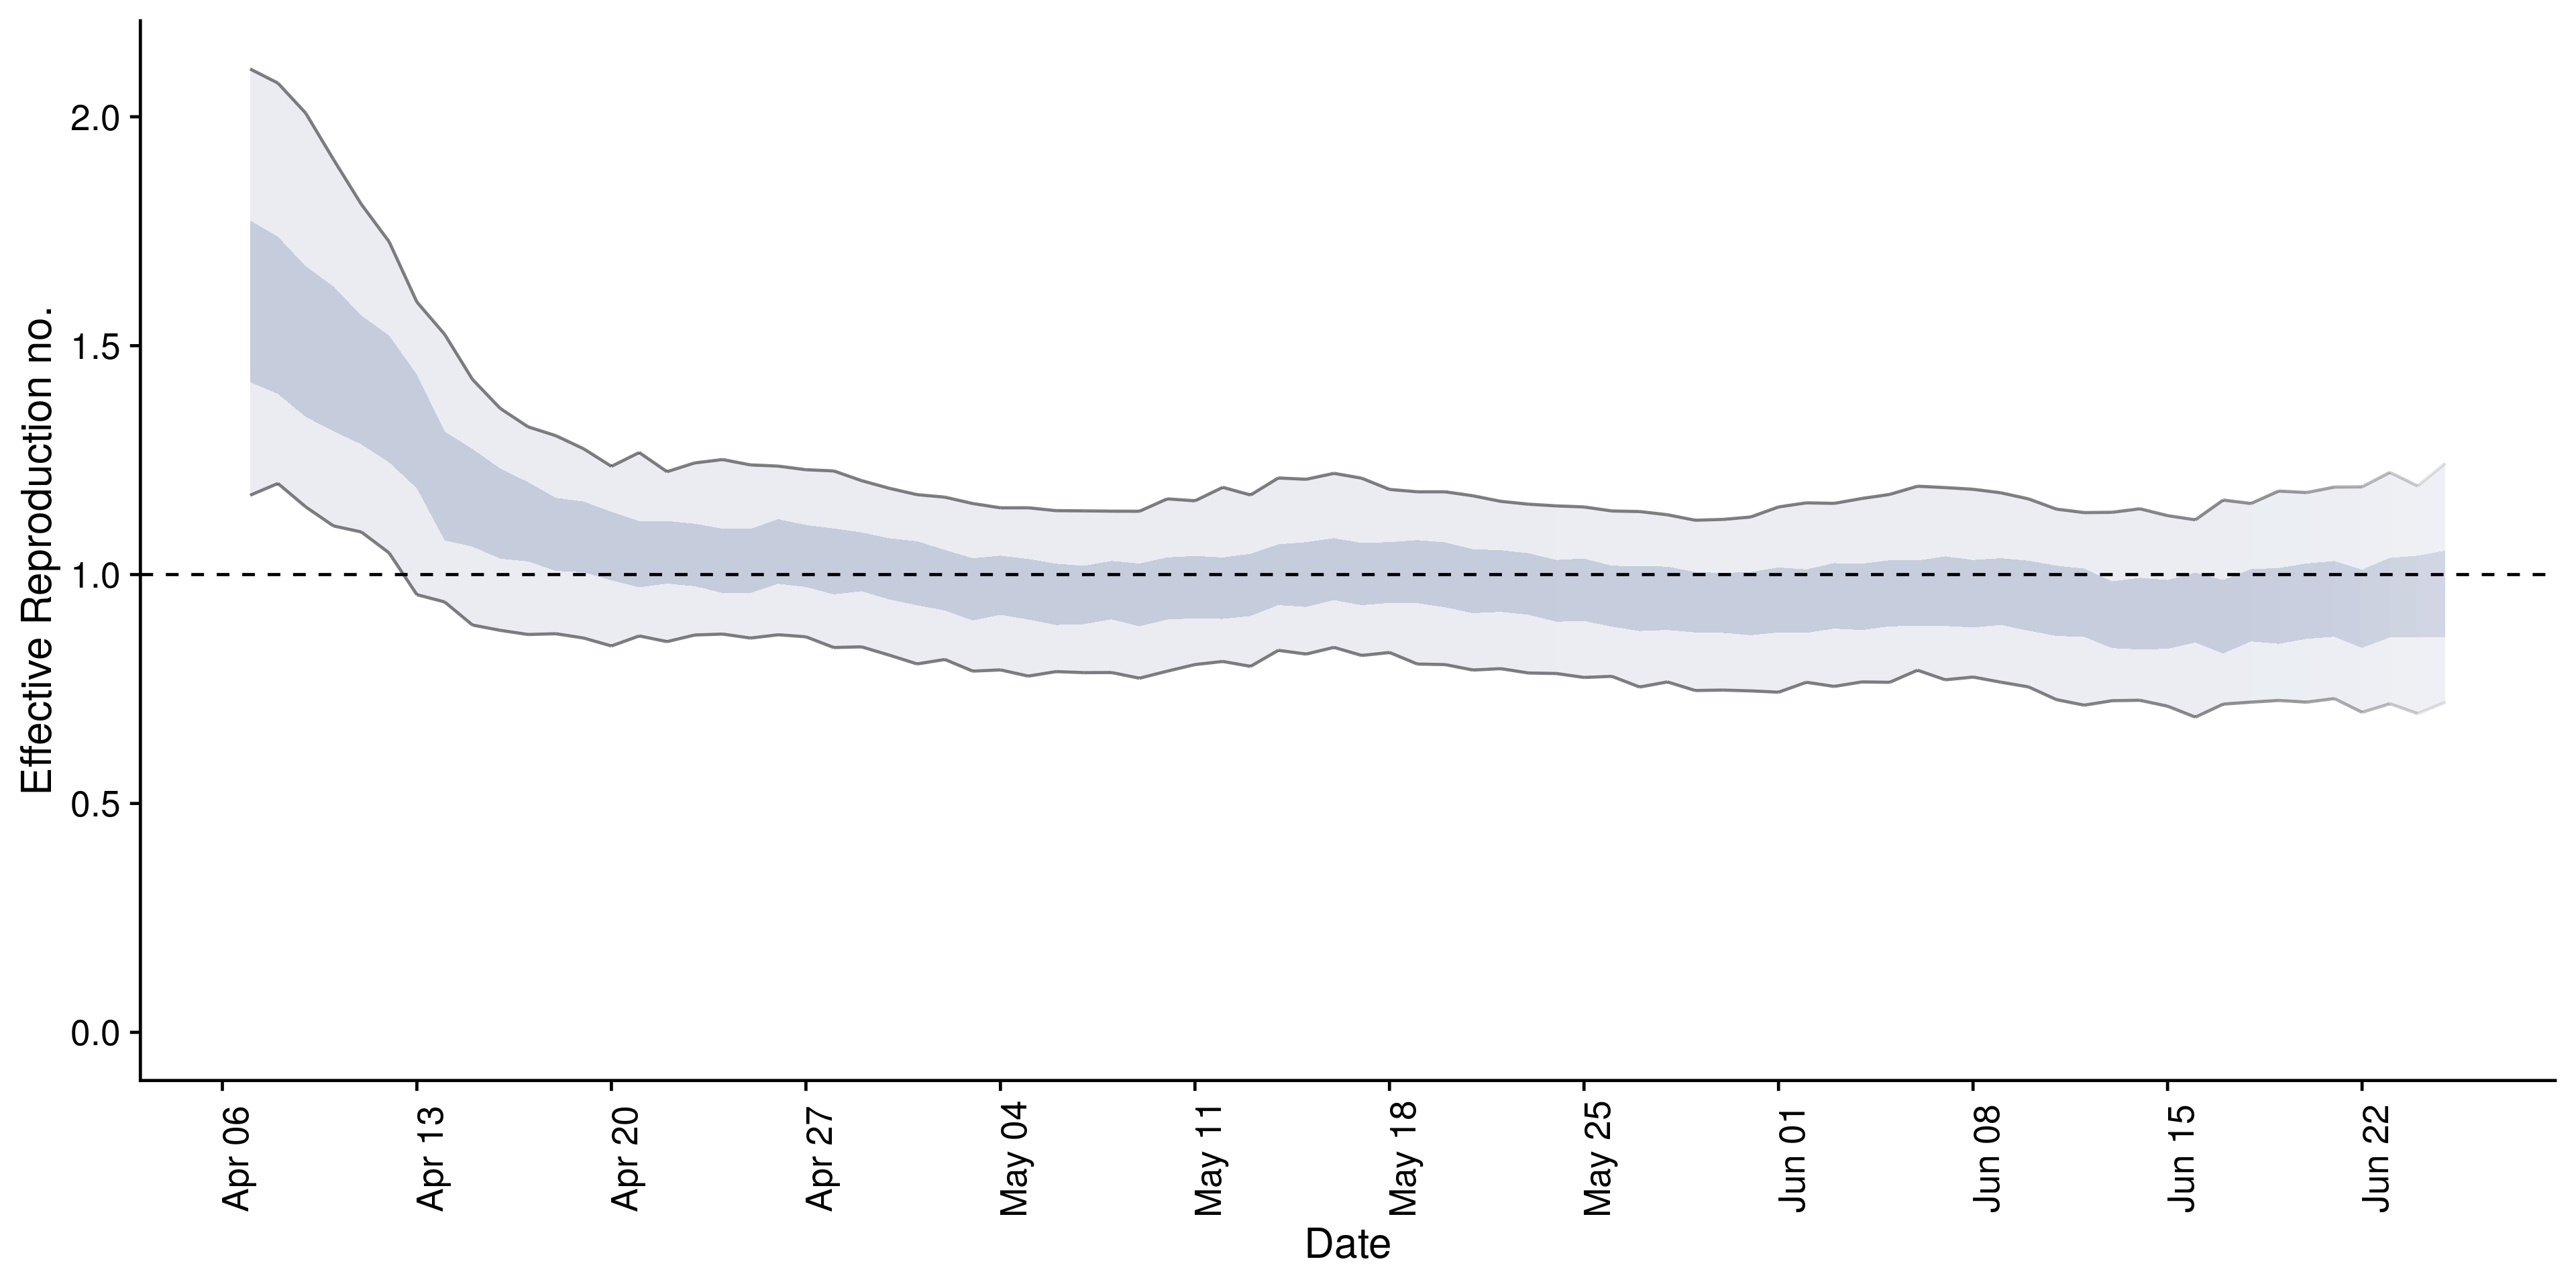 Effective Reproduction no.
2.0
1.5
1.0
0.5
0.0
Apr 06
Apr 13
Apr 20
Apr 27
May 04
May 11
May 18
May 25
Jun 01
Jun 08
Jun 15
Jun 22
Date